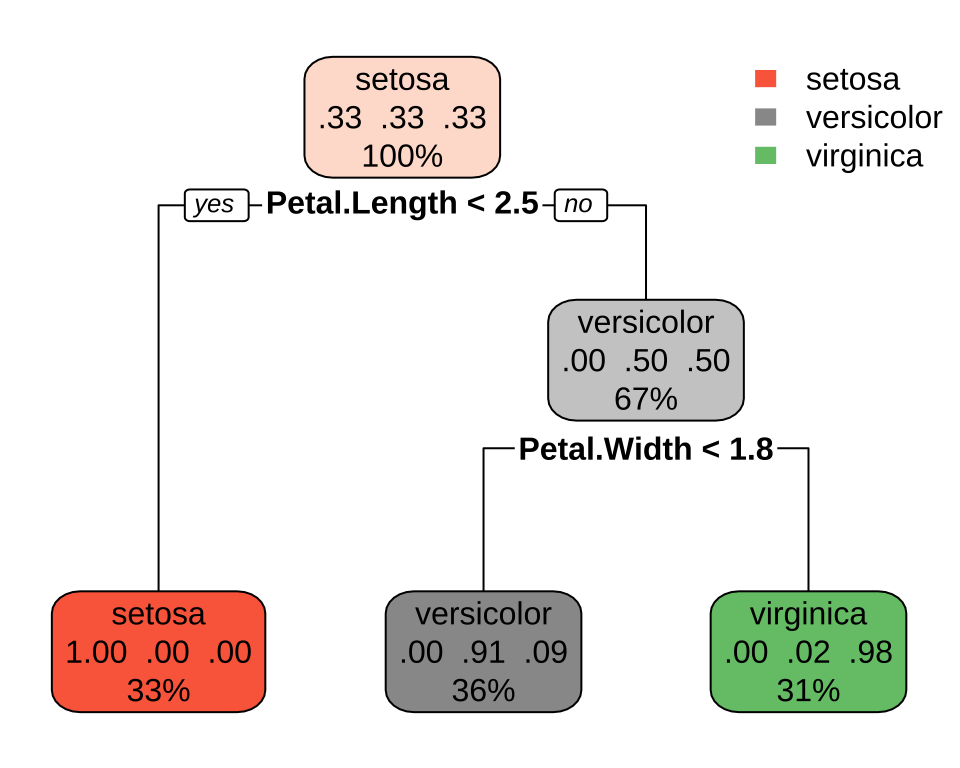 setosa
.33 .33 .33
100%
setosa
versicolor
virginica
yes Petal.Length < 2.5 no
versicolor
.00 .50 .50
67%
Petal.Width < 1.8
setosa
1.00 .00 .00
33%
versicolor
.00 .91 .09
36%
virginica
.00 .02 .98
31%